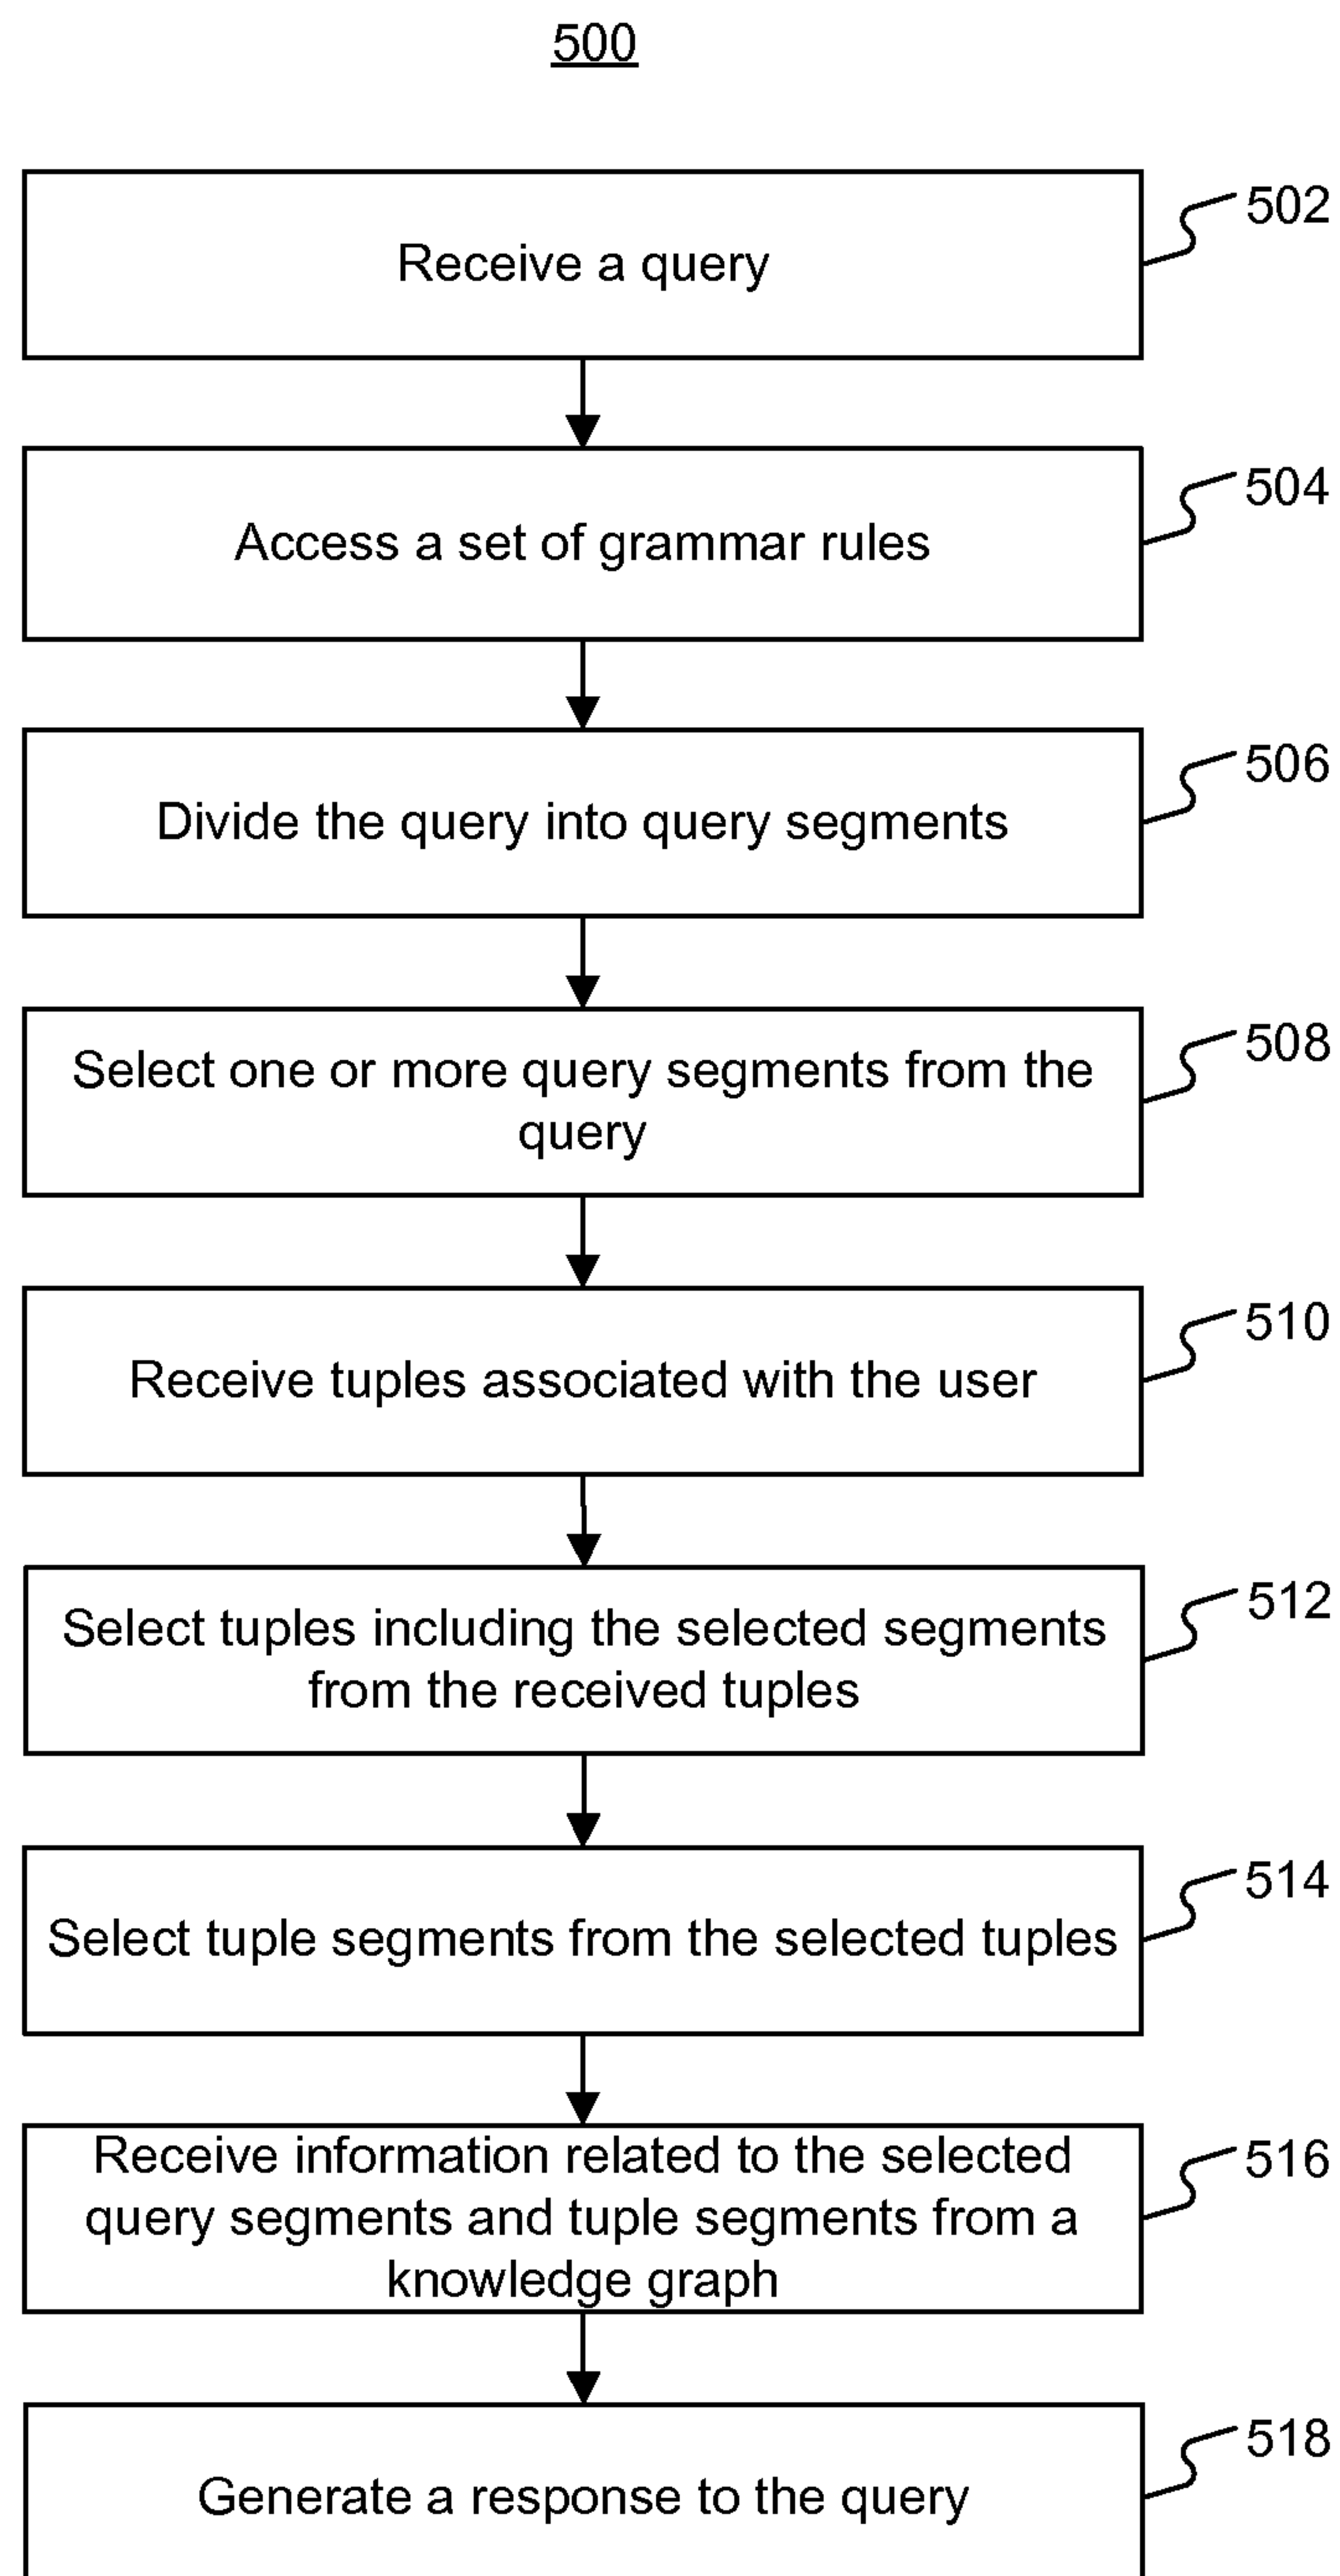 500
Receive a query
502
Access a set of grammar rules
504
Divide the query into query segments
506
Select one or more query segments from the
query
508
Receive tuples associated with the user
510
Select tuples including the selected segments
from the received tuples
512
Select tuple segments from the selected tuples
514
Receive information related to the selected
query segments and tuple segments from a
knowledge graph
516
Generate a response to the query
518